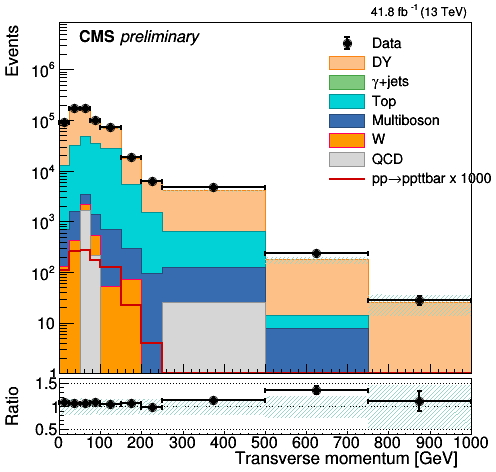 41.8 fb⁻¹ (13 TeV)
CMS preliminary
Events
Data
DY
γ+jets
Top
Multiboson
W
QCD
pp→ppttbar x 1000
10⁶
10⁵
10⁴
10³
10²
10
1
Ratio
1.5
1
0.5
0 100 200 300 400 500 600 700 800 900 1000
Transverse momentum [GeV]